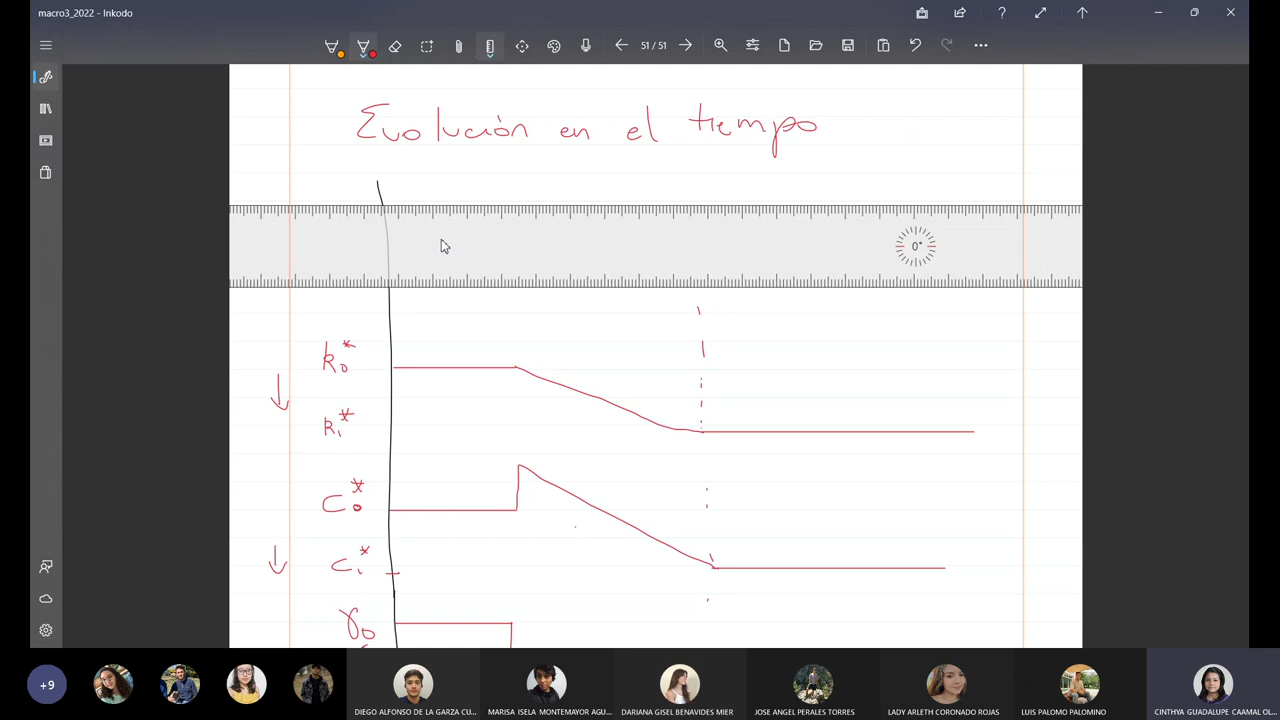 macro3_2022 - Inkodo
51 / 51
Evolución en el tiempo
0°
k₀*
k₁*
C₀*
C₁*
γ₀
+9
DIEGO ALFONSO DE LA GARZA CU...
MARISA ISELA MONTEMAYOR AGU...
DARIANA GISEL BENAVIDES MIER
JOSE ANGEL PERALES TORRES
LADY ARLETH CORONADO ROJAS
LUIS PALOMO PALOMINO
CINTHYA GUADALUPE CAAMAL OL...